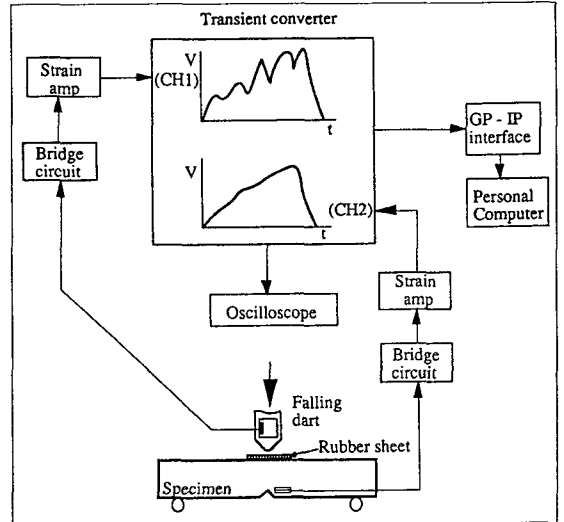 Transient converter
Strain
amp
V
(CH1)
t
GP - IP
interface
Bridge
circuit
V
(CH2)
t
Personal
Computer
Strain
amp
Oscilloscope
Bridge
circuit
Falling
dart
Rubber sheet
Specimen